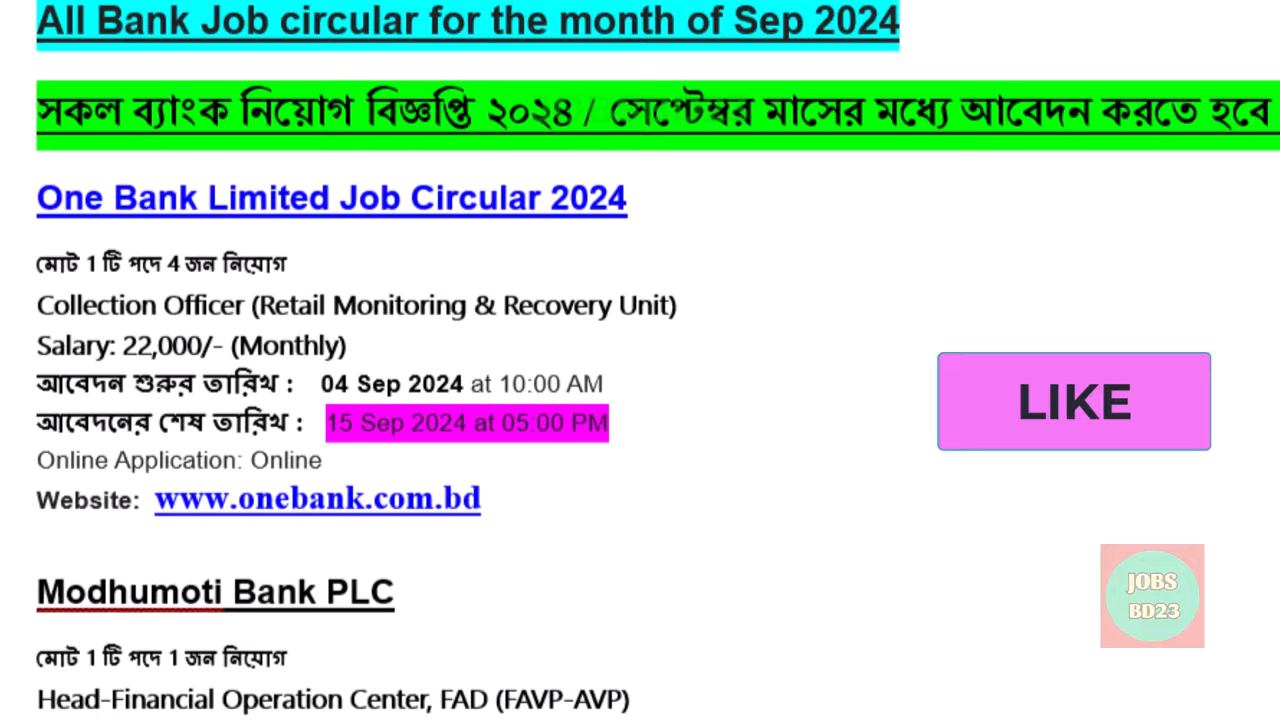 All Bank Job circular for the month of Sep 2024
সকল ব্যাংক নিয়োগ বিজ্ঞপ্তি ২০২৪ / সেপ্টেম্বর মাসের মধ্যে আবেদন করতে হবে
One Bank Limited Job Circular 2024
মোট 1 টি পদে 4 জন নিয়োগ
Collection Officer (Retail Monitoring & Recovery Unit)
Salary: 22,000/- (Monthly)
আবেদন শুরুর তারিখ : 04 Sep 2024 at 10:00 AM
আবেদনের শেষ তারিখ : 15 Sep 2024 at 05:00 PM
Online Application: Online
Website: www.onebank.com.bd
LIKE
Modhumoti Bank PLC
মোট 1 টি পদে 1 জন নিয়োগ
Head-Financial Operation Center, FAD (FAVP-AVP)
JOBS
BD23